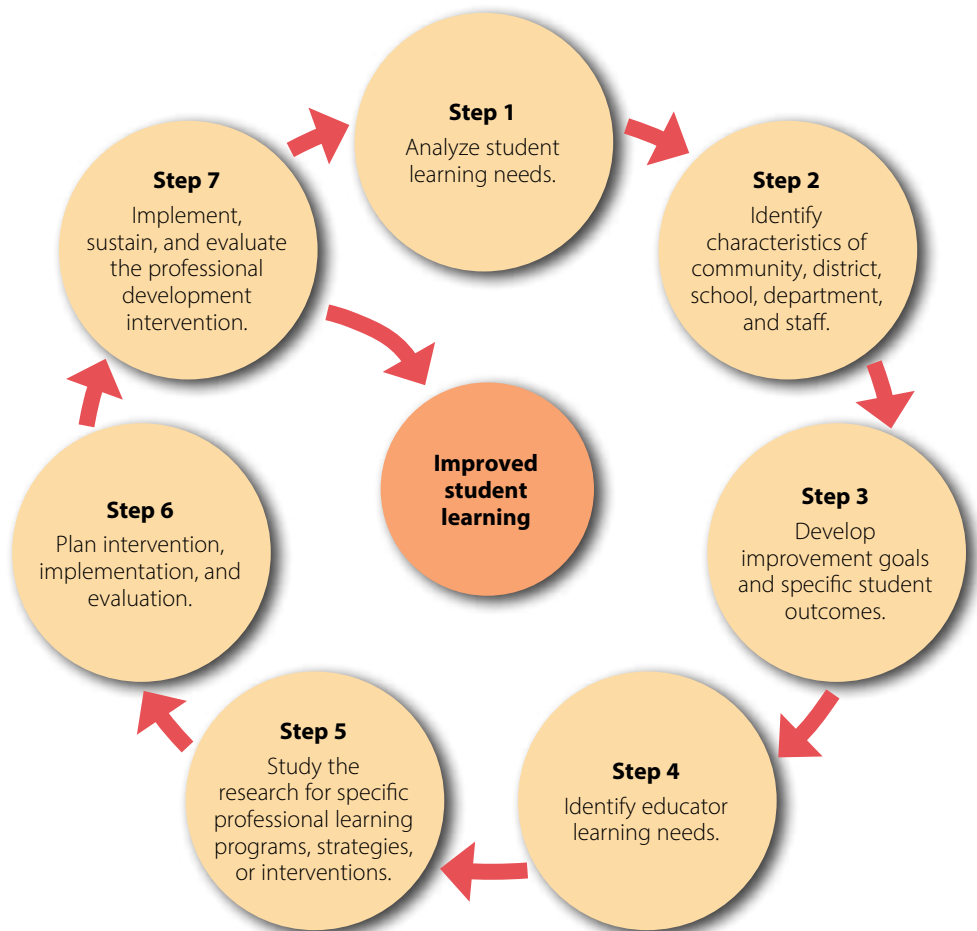 Step 1
Analyze student
learning needs.
Step 2
Identify
characteristics of
community, district,
school, department,
and staff.
Step 3
Develop
improvement goals
and specific student
outcomes.
Step 4
Identify educator
learning needs.
Step 5
Study the
research for specific
professional learning
programs, strategies,
or interventions.
Step 6
Plan intervention,
implementation, and
evaluation.
Step 7
Implement,
sustain, and evaluate
the professional
development
intervention.
Improved
student
learning